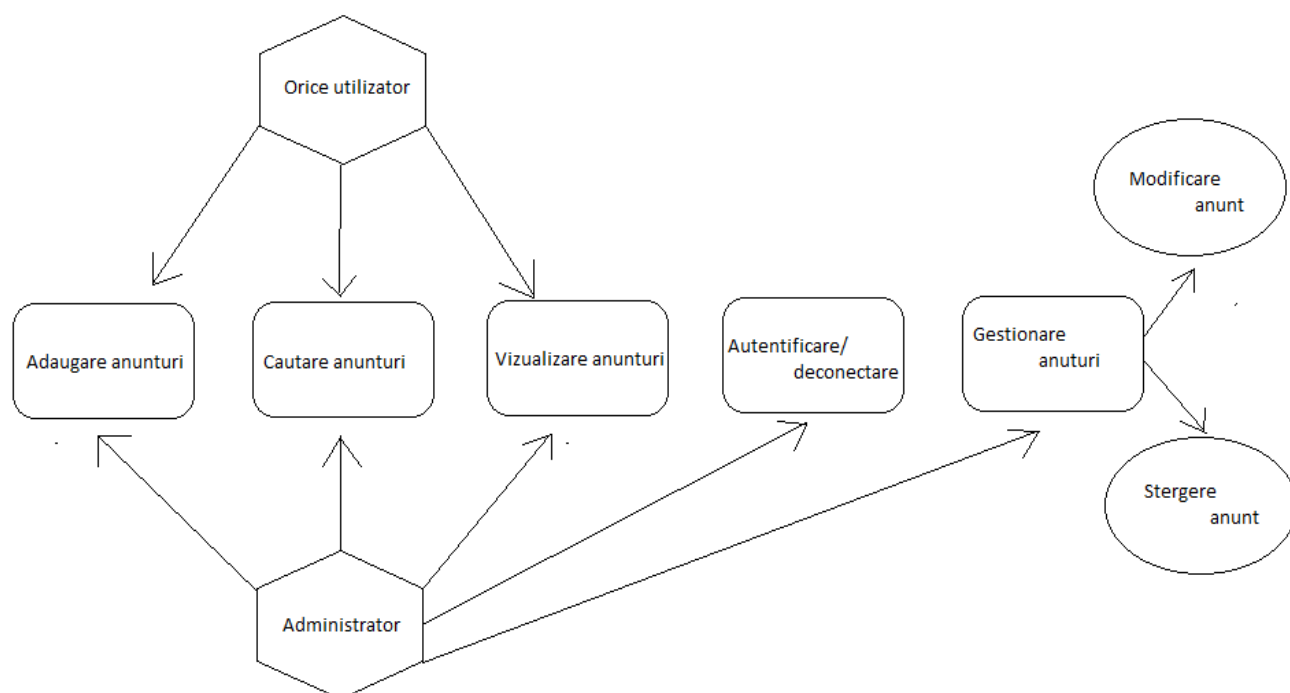 Orice utilizator
Modificare
anunt
Adaugare anunturi
Cautare anunturi
Vizualizare anunturi
Autentificare/
deconectare
Gestionare
anuturi
Stergere
anunt
Administrator